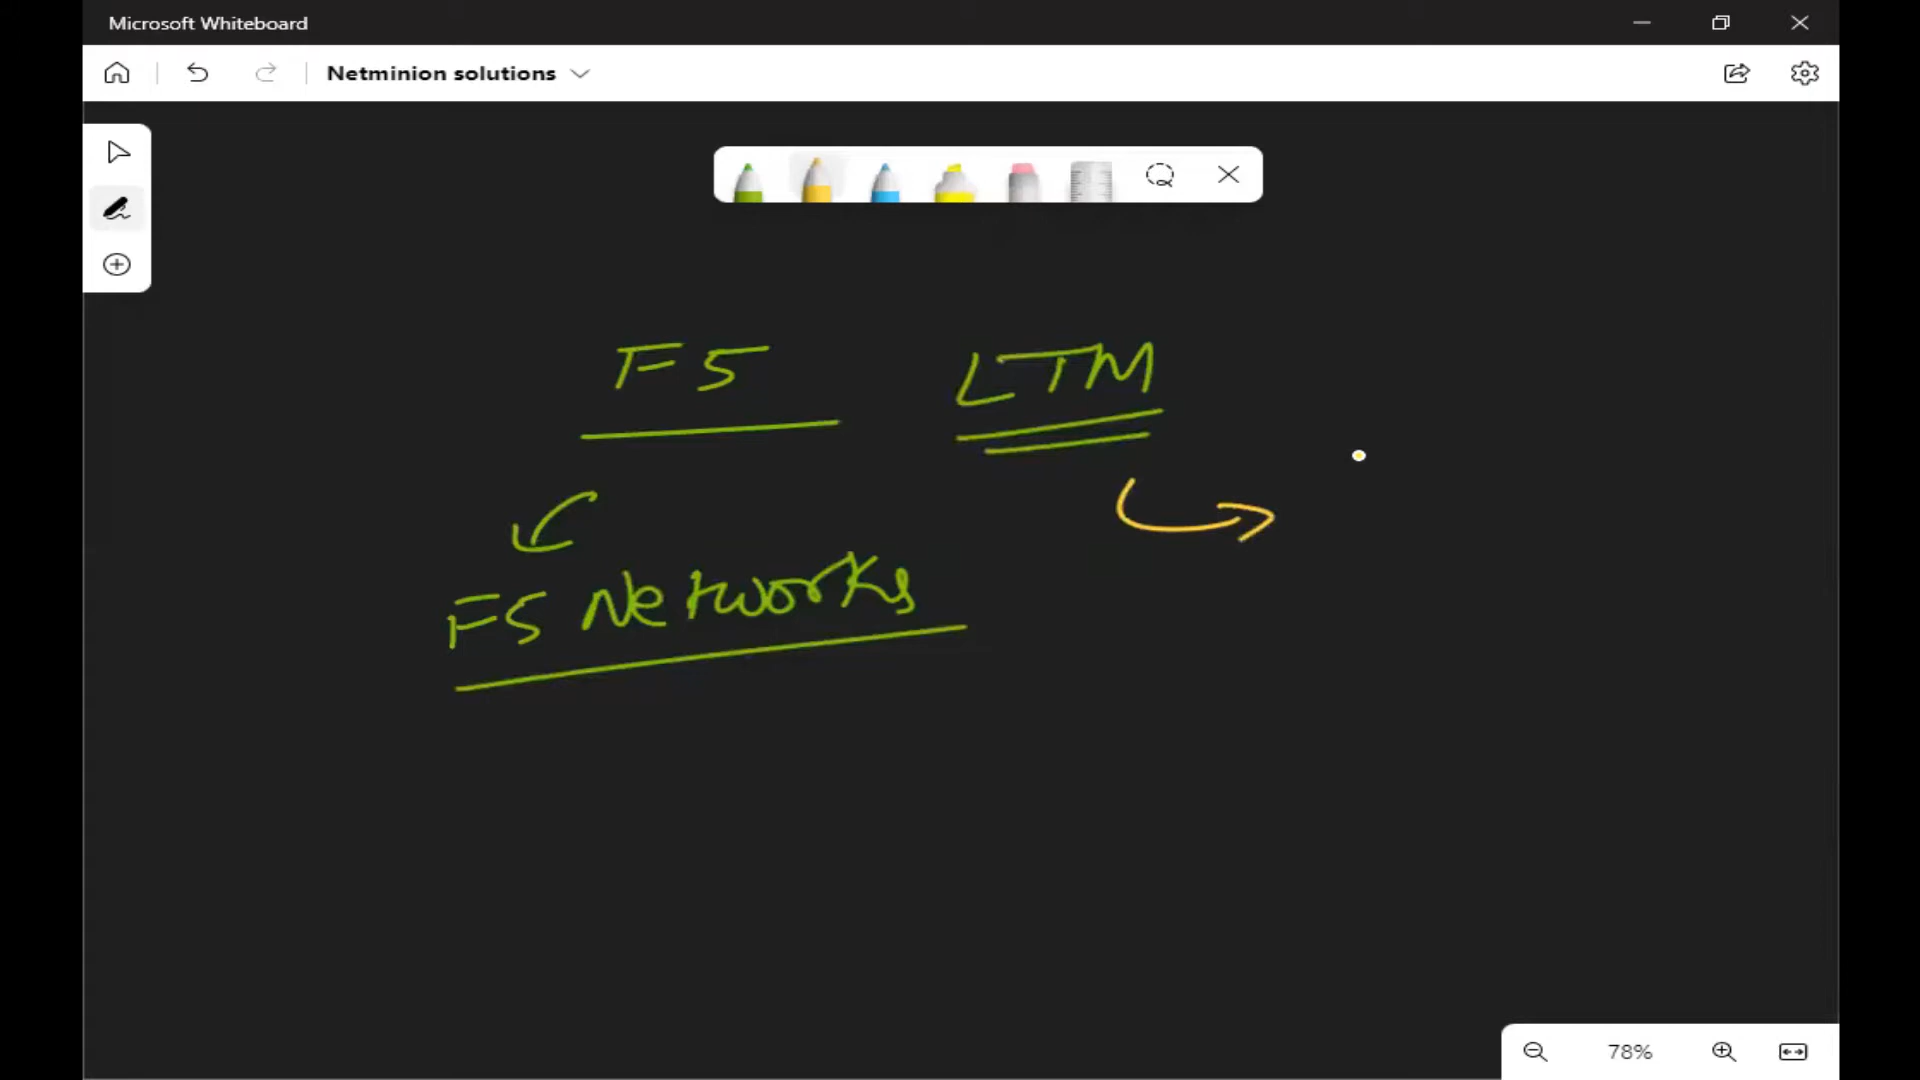 Microsoft Whiteboard
Netminion solutions
F5 LTM
F5 Networks
78%